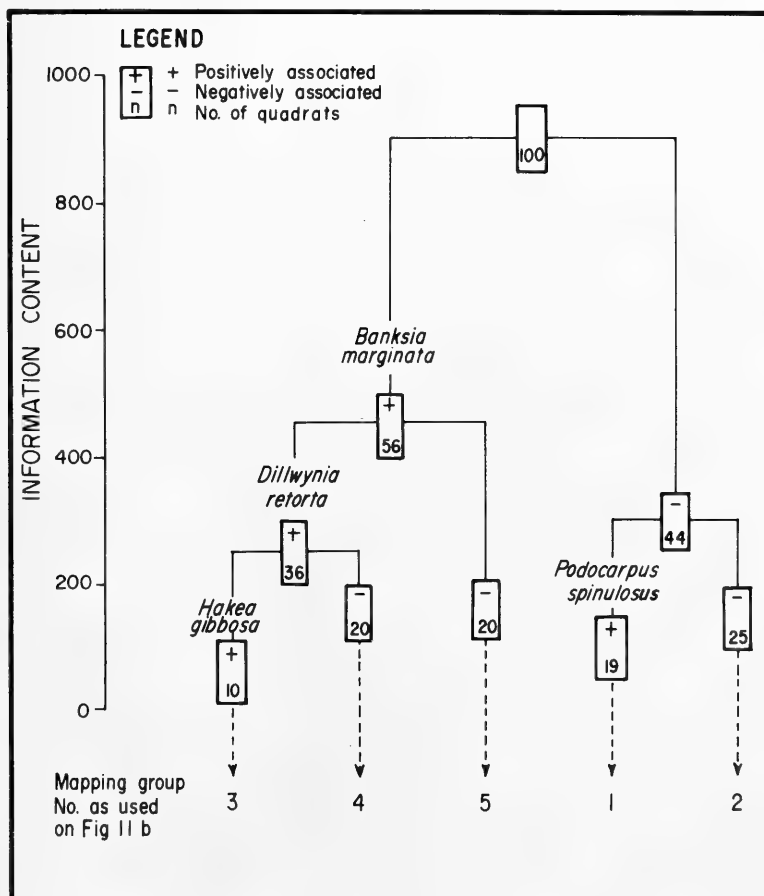 LEGEND
+ + Positively associated
− − Negatively associated
n n No. of quadrats
INFORMATION CONTENT
1000
800
600
400
200
0
100
Banksia
marginata
+
56
−
44
Dillwynia
retorta
+
36
−
20
Podocarpus
spinulosus
+
19
−
25
Hakea
gibbosa
+
10
−
20
Mapping group
No. as used
on Fig 11 b
3 4 5 1 2